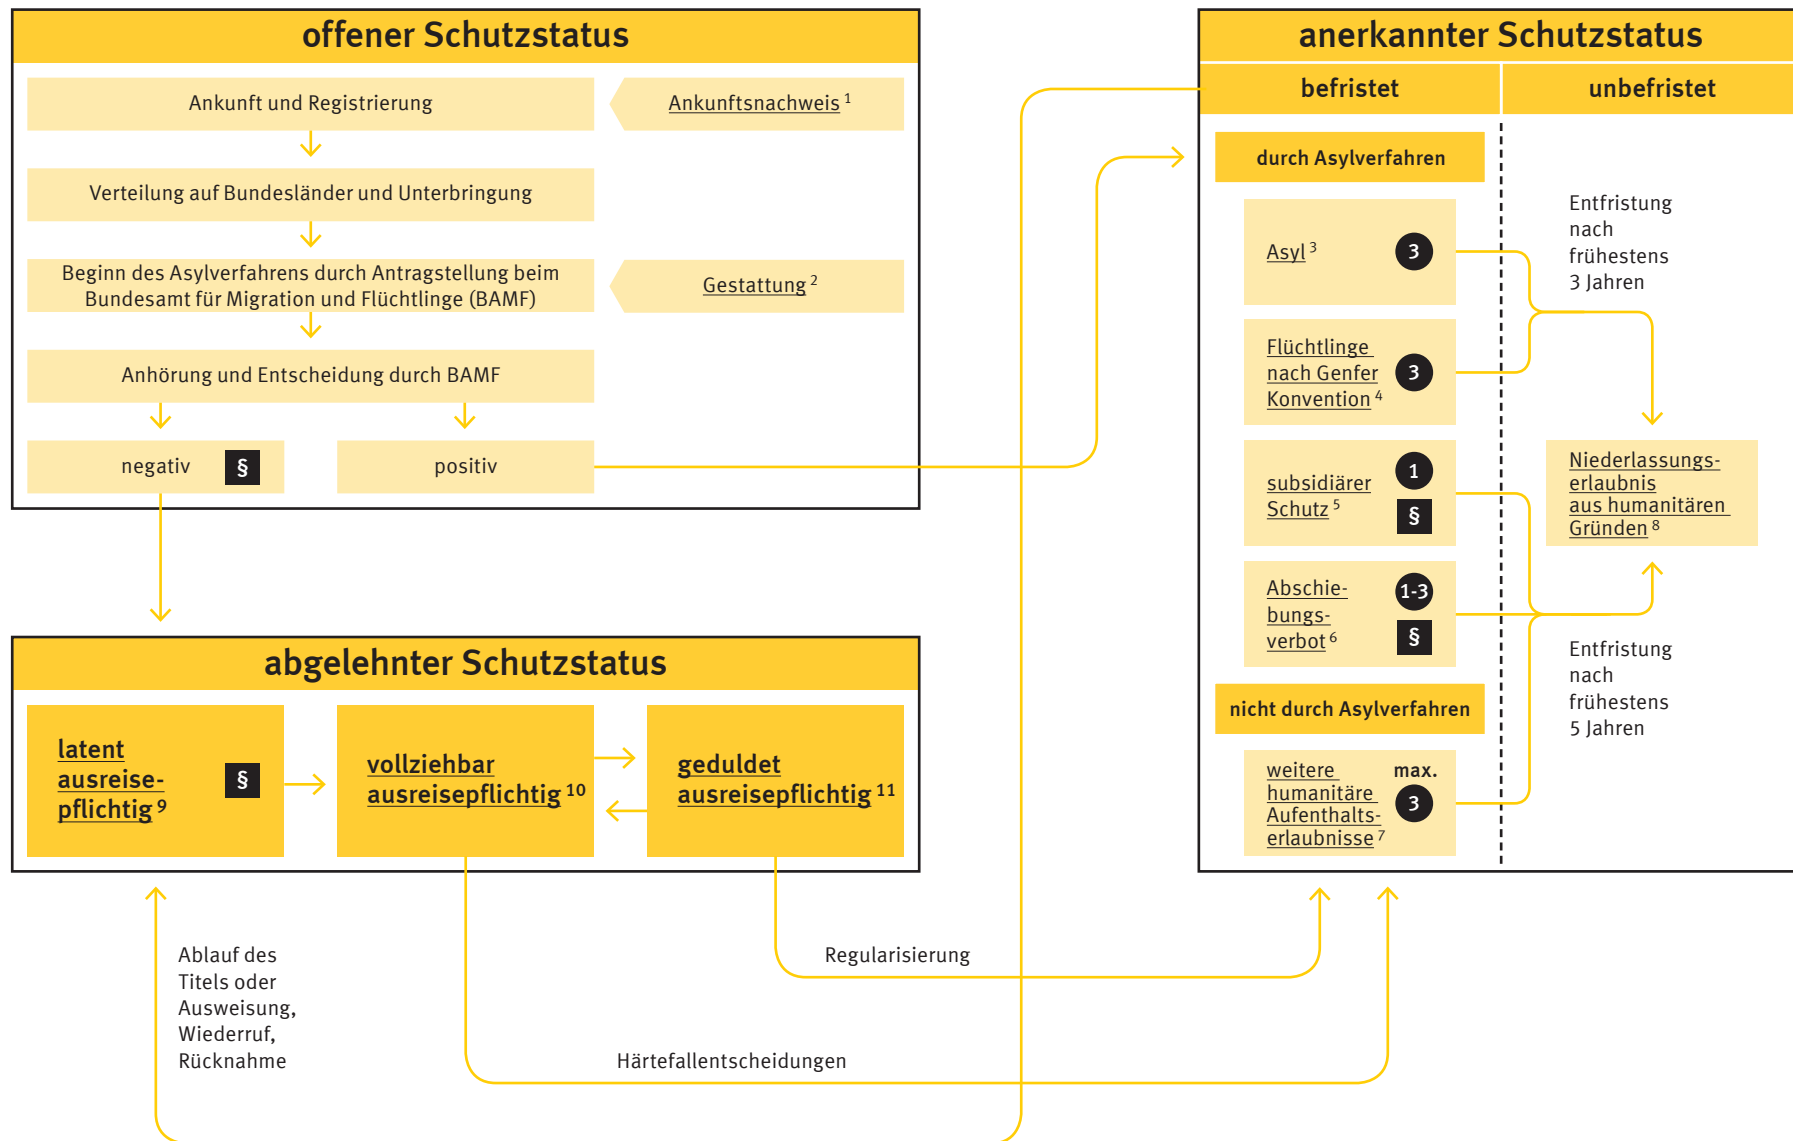 offener Schutzstatus
Ankunft und Registrierung
Ankunftsnachweis 1
Verteilung auf Bundesländer und Unterbringung
Beginn des Asylverfahrens durch Antragstellung beim
Bundesamt für Migration und Flüchtlinge (BAMF)
Gestattung 2
Anhörung und Entscheidung durch BAMF
negativ §
positiv
abgelehnter Schutzstatus
latent
ausreise-
pflichtig 9
§
vollziehbar
ausreisepflichtig 10
geduldet
ausreisepflichtig 11
Ablauf des
Titels oder
Ausweisung,
Wiederruf,
Rücknahme
Regularisierung
Härtefallentscheidungen
anerkannter Schutzstatus
befristet
unbefristet
durch Asylverfahren
Asyl 3
3
Flüchtlinge
nach Genfer
Konvention 4
3
subsidiärer
Schutz 5
1
§
Abschie-
bungs-
verbot 6
1-3
§
nicht durch Asylverfahren
weitere
humanitäre
Aufenthalts-
erlaubnisse 7
max.
3
Entfristung
nach
frühestens
3 Jahren
Niederlassungs-
erlaubnis
aus humanitären
Gründen 8
Entfristung
nach
frühestens
5 Jahren